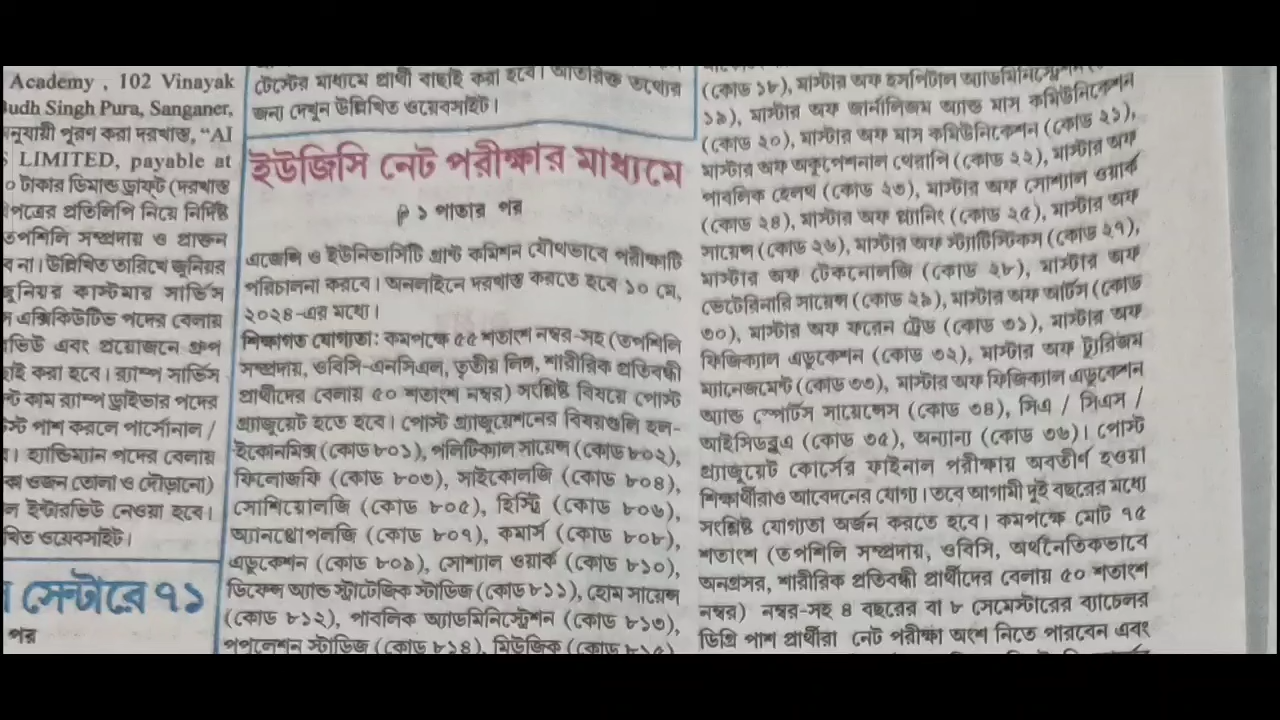 Academy , 102 Vinayak
Budh Singh Pura, Sanganer,
পূরণ করা দরখাস্ত, “AI
LIMITED, payable at
০ টাকার ডিমান্ড ড্রাফ্ট (দরখাস্ত
পত্রের প্রতিলিপি নিয়ে নির্দিষ্ট
তপশিলি সম্প্রদায় ও প্রাক্তন
না। উল্লিখিত তারিখে জুনিয়র
জুনিয়র কাস্টমার সার্ভিস
এক্সিকিউটিভ পদের বেলায়
এবং প্রয়োজনে গ্রুপ
করা হবে। র‍্যাম্প সার্ভিস
কাম র‍্যাম্প ড্রাইভার পদের
পাশ করলে পার্সোনাল /
হ্যান্ডিম্যান পদের বেলায়
ওজন তোলা ও দৌড়ানো)
ইন্টারভিউ নেওয়া হবে।
ওয়েবসাইট।
সেন্টারে ৭১
পর
টেস্টের মাধ্যমে প্রার্থী বাছাই করা হবে। অতিরিক্ত তথ্যের
জন্য দেখুন উল্লিখিত ওয়েবসাইট।
ইউজিসি নেট পরীক্ষার মাধ্যমে
১ পাতার পর
এজেন্সি ও ইউনিভার্সিটি গ্রান্ট কমিশন যৌথভাবে পরীক্ষাটি
পরিচালনা করবে। অনলাইনে দরখাস্ত করতে হবে ১০ মে,
২০২৪-এর মধ্যে।
শিক্ষাগত যোগ্যতা: কমপক্ষে ৫৫ শতাংশ নম্বর-সহ (তপশিলি
সম্প্রদায়, ওবিসি-এনসিএল, তৃতীয় লিঙ্গ, শারীরিক প্রতিবন্ধী
প্রার্থীদের বেলায় ৫০ শতাংশ নম্বর) সংশ্লিষ্ট বিষয়ে পোস্ট
গ্র্যাজুয়েট হতে হবে। পোস্ট গ্র্যাজুয়েশনের বিষয়গুলি হল-
ইকোনমিক্স (কোড ৮০১), পলিটিক্যাল সায়েন্স (কোড ৮০২),
ফিলোজফি (কোড ৮০৩), সাইকোলজি (কোড ৮০৪),
সোশিয়োলজি (কোড ৮০৫), হিস্ট্রি (কোড ৮০৬),
অ্যানথ্রোপলজি (কোড ৮০৭), কমার্স (কোড ৮০৮),
এডুকেশন (কোড ৮০৯), সোশ্যাল ওয়ার্ক (কোড ৮১০),
ডিফেন্স অ্যান্ড স্ট্র্যাটেজিক স্টাডিজ (কোড ৮১১), হোম সায়েন্স
(কোড ৮১২), পাবলিক অ্যাডমিনিস্ট্রেশন (কোড ৮১৩),
পপুলেশন স্টাডিজ (কোড ৮১৪), মিউজিক (কোড ৮১৫)
(কোড ১৮), মাস্টার অফ হসপিটাল অ্যাডমিনিস্ট্রেশন
১৯), মাস্টার অফ জার্নালিজম অ্যান্ড মাস কমিউনিকেশন
(কোড ২০), মাস্টার অফ মাস কমিউনিকেশন (কোড ২১),
মাস্টার অফ অকুপেশনাল থেরাপি (কোড ২২), মাস্টার অফ
পাবলিক হেলথ (কোড ২৩), মাস্টার অফ সোশ্যাল ওয়ার্ক
(কোড ২৪), মাস্টার অফ প্ল্যানিং (কোড ২৫), মাস্টার অফ
সায়েন্স (কোড ২৬), মাস্টার অফ স্ট্যাটিস্টিকস (কোড ২৭),
মাস্টার অফ টেকনোলজি (কোড ২৮), মাস্টার অফ
ভেটেরিনারি সায়েন্স (কোড ২৯), মাস্টার অফ আর্টস (কোড
৩০), মাস্টার অফ ফরেন ট্রেড (কোড ৩১), মাস্টার অফ
ফিজিক্যাল এডুকেশন (কোড ৩২), মাস্টার অফ ট্যুরিজম
ম্যানেজমেন্ট (কোড ৩৩), মাস্টার অফ ফিজিক্যাল এডুকেশন
অ্যান্ড স্পোর্টস সায়েন্সেস (কোড ৩৪), সিএ / সিএস /
আইসিডব্লুএ (কোড ৩৫), অন্যান্য (কোড ৩৬)। পোস্ট
গ্র্যাজুয়েট কোর্সের ফাইনাল পরীক্ষায় অবতীর্ণ হওয়া
শিক্ষার্থীরাও আবেদনের যোগ্য। তবে আগামী দুই বছরের মধ্যে
সংশ্লিষ্ট যোগ্যতা অর্জন করতে হবে। কমপক্ষে মোট ৭৫
শতাংশ (তপশিলি সম্প্রদায়, ওবিসি, অর্থনৈতিকভাবে
অনগ্রসর, শারীরিক প্রতিবন্ধী প্রার্থীদের বেলায় ৫০ শতাংশ
নম্বর) নম্বর-সহ ৪ বছরের বা ৮ সেমেস্টারের ব্যাচেলর
ডিগ্রি পাশ প্রার্থীরা নেট পরীক্ষা অংশ নিতে পারবেন এবং